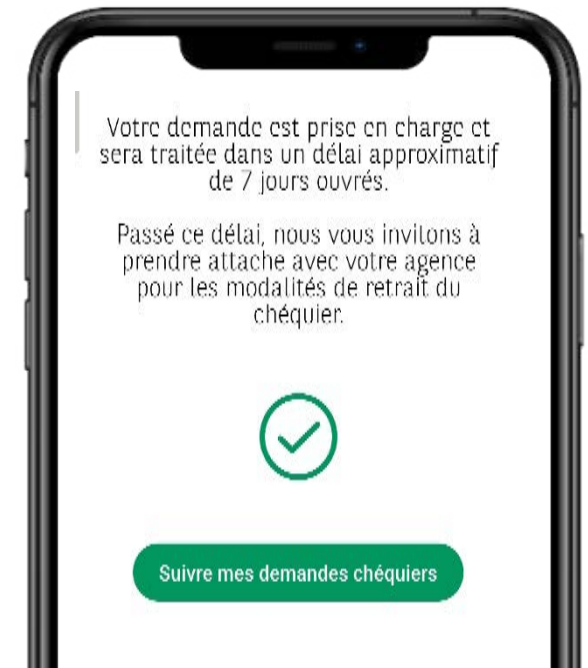 Votre demande est prise en charge et
sera traitée dans un délai approximatif
de 7 jours ouvrés.
Passé ce délai, nous vous invitons à
prendre attache avec votre agence
pour les modalités de retrait du
chéquier.
Suivre mes demandes chéquiers